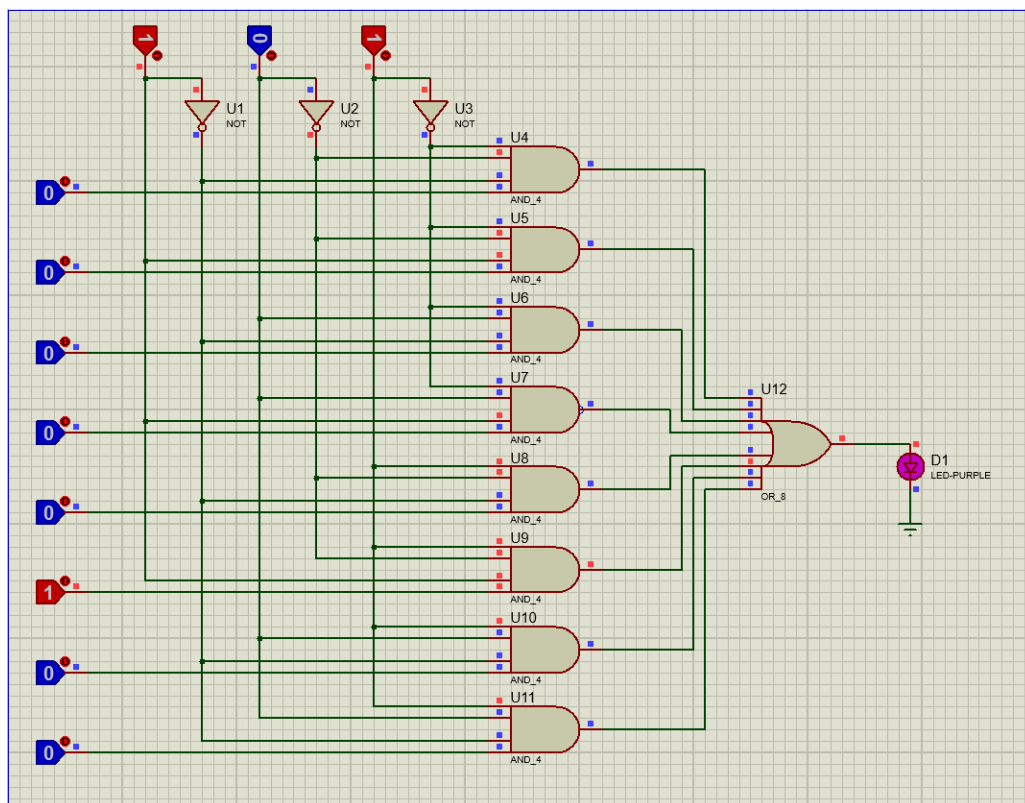 1 0 1
U1
NOT
U2
NOT
U3
NOT
U4
0
AND_4
U5
0
AND_4
U6
0
AND_4
U7
0
AND_4
U12
OR_8
D1
LED-PURPLE
U8
0
AND_4
U9
1
AND_4
U10
0
AND_4
U11
0
AND_4